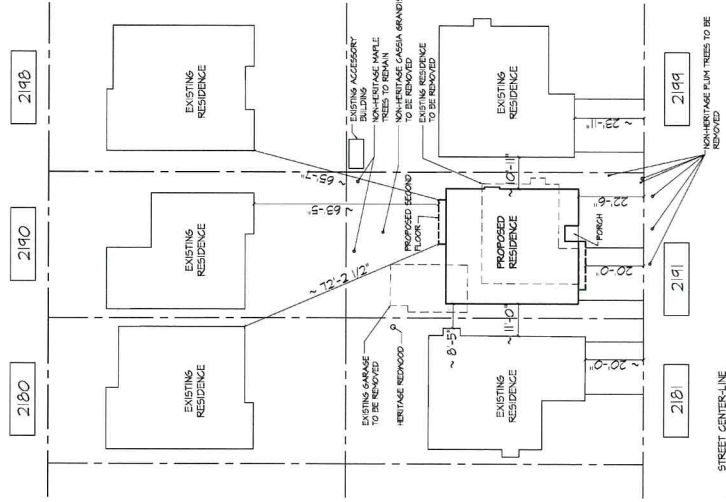 2198
2190
2180
EXISTING
RESIDENCE
EXISTING
RESIDENCE
EXISTING
RESIDENCE
EXISTING ACCESSORY
BUILDING
NON-HERITAGE MAPLE
TREES TO REMAIN
NON-HERITAGE CASSIA GRANDIS
TO BE REMOVED
EXISTING RESIDENCE
TO BE REMOVED
~ 65'-7"
~ 63'-5"
~ 72'-2 1/2"
PROPOSED SECOND
FLOOR
EXISTING GARAGE
TO BE REMOVED
HERITAGE REDWOOD
EXISTING
RESIDENCE
PROPOSED
RESIDENCE
EXISTING
RESIDENCE
~ 10'-11"
~ 11'-0"
~ 8'-5"
PORCH
~ 23'-11"
22'-6"
20'-0"
~ 20'-0"
2199
2191
2181
NON-HERITAGE PLUM TREES TO BE
REMOVED
STREET CENTER-LINE